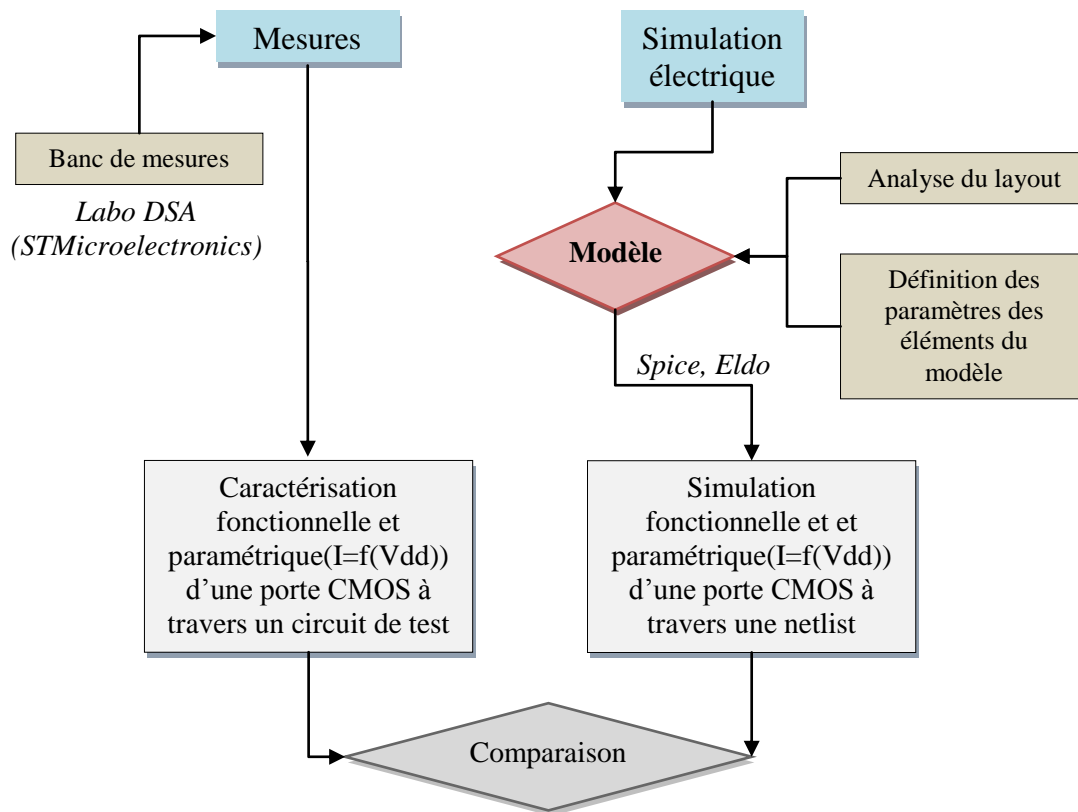 Mesures
Banc de mesures
Labo DSA
(STMicroelectronics)
Caractérisation
fonctionnelle et
paramétrique(I=f(Vdd))
d’une porte CMOS à
travers un circuit de test
Simulation
électrique
Modèle
Analyse du layout
Définition des
paramètres des
éléments du
modèle
Spice, Eldo
Simulation
fonctionnelle et et
paramétrique(I=f(Vdd))
d’une porte CMOS à
travers une netlist
Comparaison